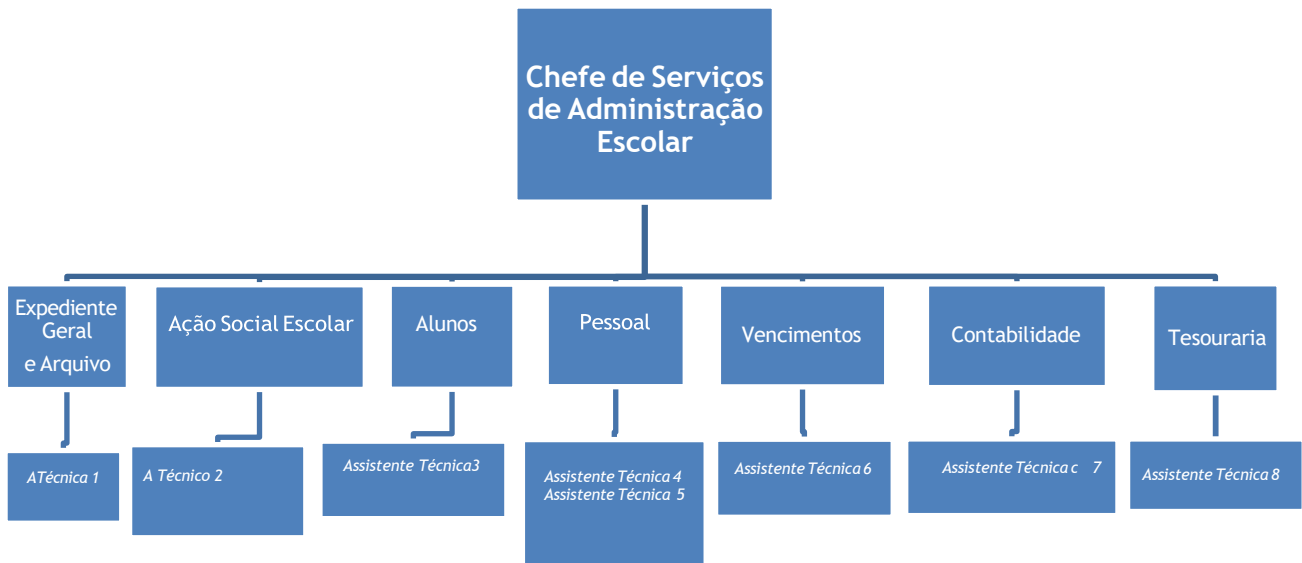 Chefe de Serviços
de Administração
Escolar
Expediente
Geral
e Arquivo
Ação Social Escolar
Alunos
Pessoal
Vencimentos
Contabilidade
Tesouraria
ATécnica 1
A Técnico 2
Assistente Técnica3
Assistente Técnica 4
Assistente Técnica 5
Assistente Técnica 6
Assistente Técnica c 7
Assistente Técnica 8